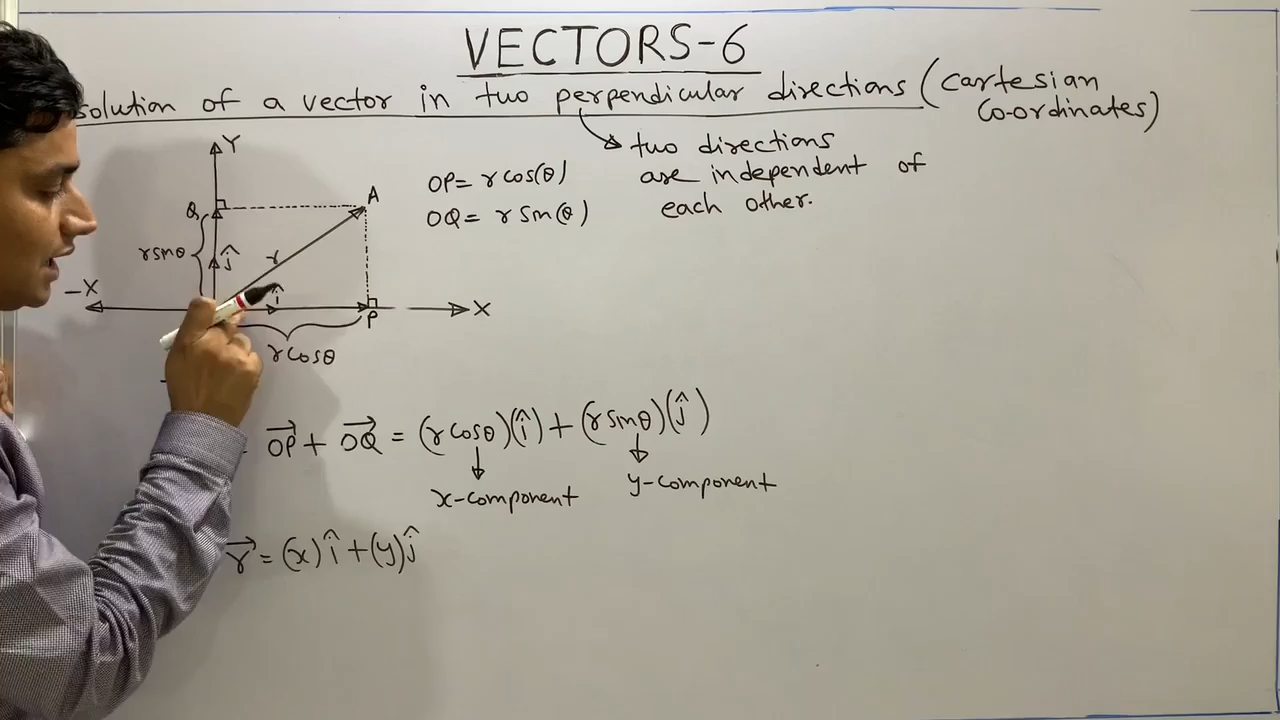 VECTORS-6
solution of a vector in two perpendicular directions (Cartesian
Co-ordinates)
two directions
are independent of
each other.
OP = r cos(θ)
OQ = r sin(θ)
Y
A
Q
r sinθ
ĵ
r
-X
î
P
X
r cosθ
= OP⃗ + OQ⃗ = (r cosθ)(î) + (r sinθ)(ĵ)
x-component
y-component
r⃗ = (x)î + (y)ĵ